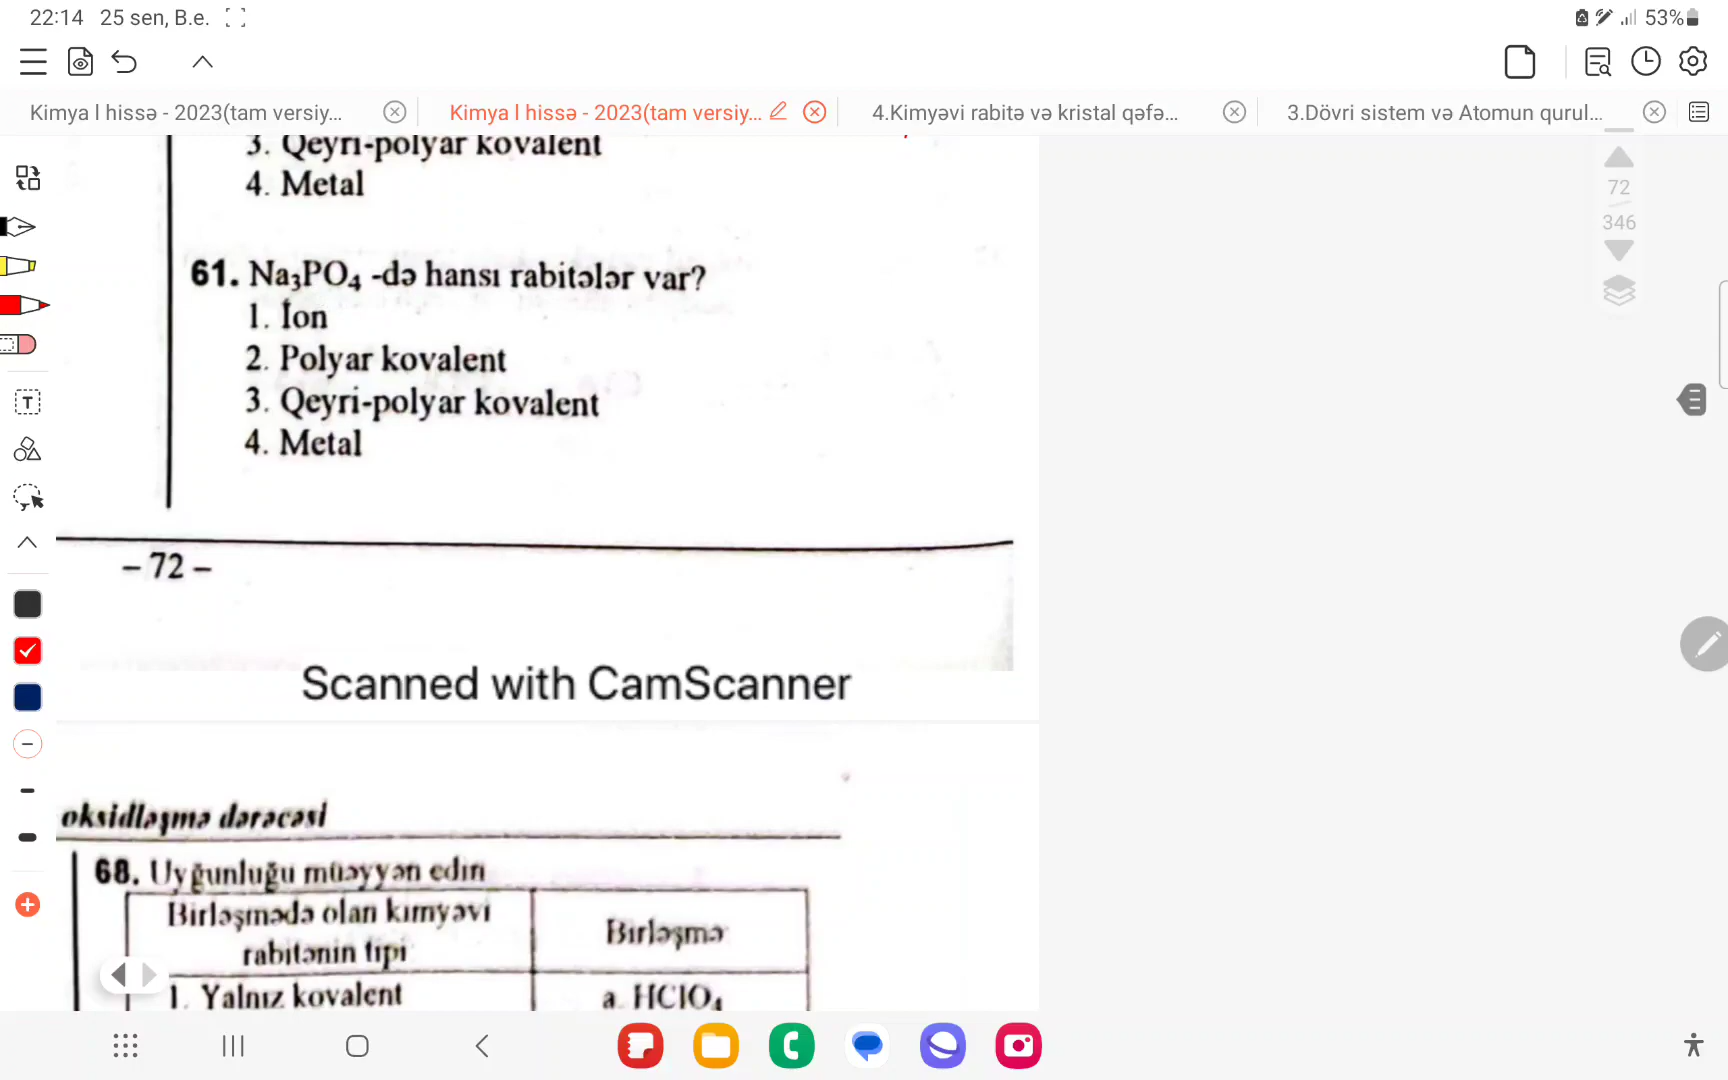 22:14 25 sen, B.e.
53%
Kimya I hissə - 2023(tam versiy...
Kimya I hissə - 2023(tam versiy...
4.Kimyəvi rabitə və kristal qəfə...
3.Dövri sistem və Atomun qurul...
3. Qeyri-polyar kovalent
4. Metal
72
346
61. Na₃PO₄ -də hansı rabitələr var?
1. İon
2. Polyar kovalent
3. Qeyri-polyar kovalent
4. Metal
T
– 72 –
Scanned with CamScanner
oksidləşmə dərəcəsi
68. Uyğunluğu müəyyən edin
Birləşmədə olan kimyəvi
rabitənin tipi
Birləşmə
1. Yalnız kovalent
a. HClO₄